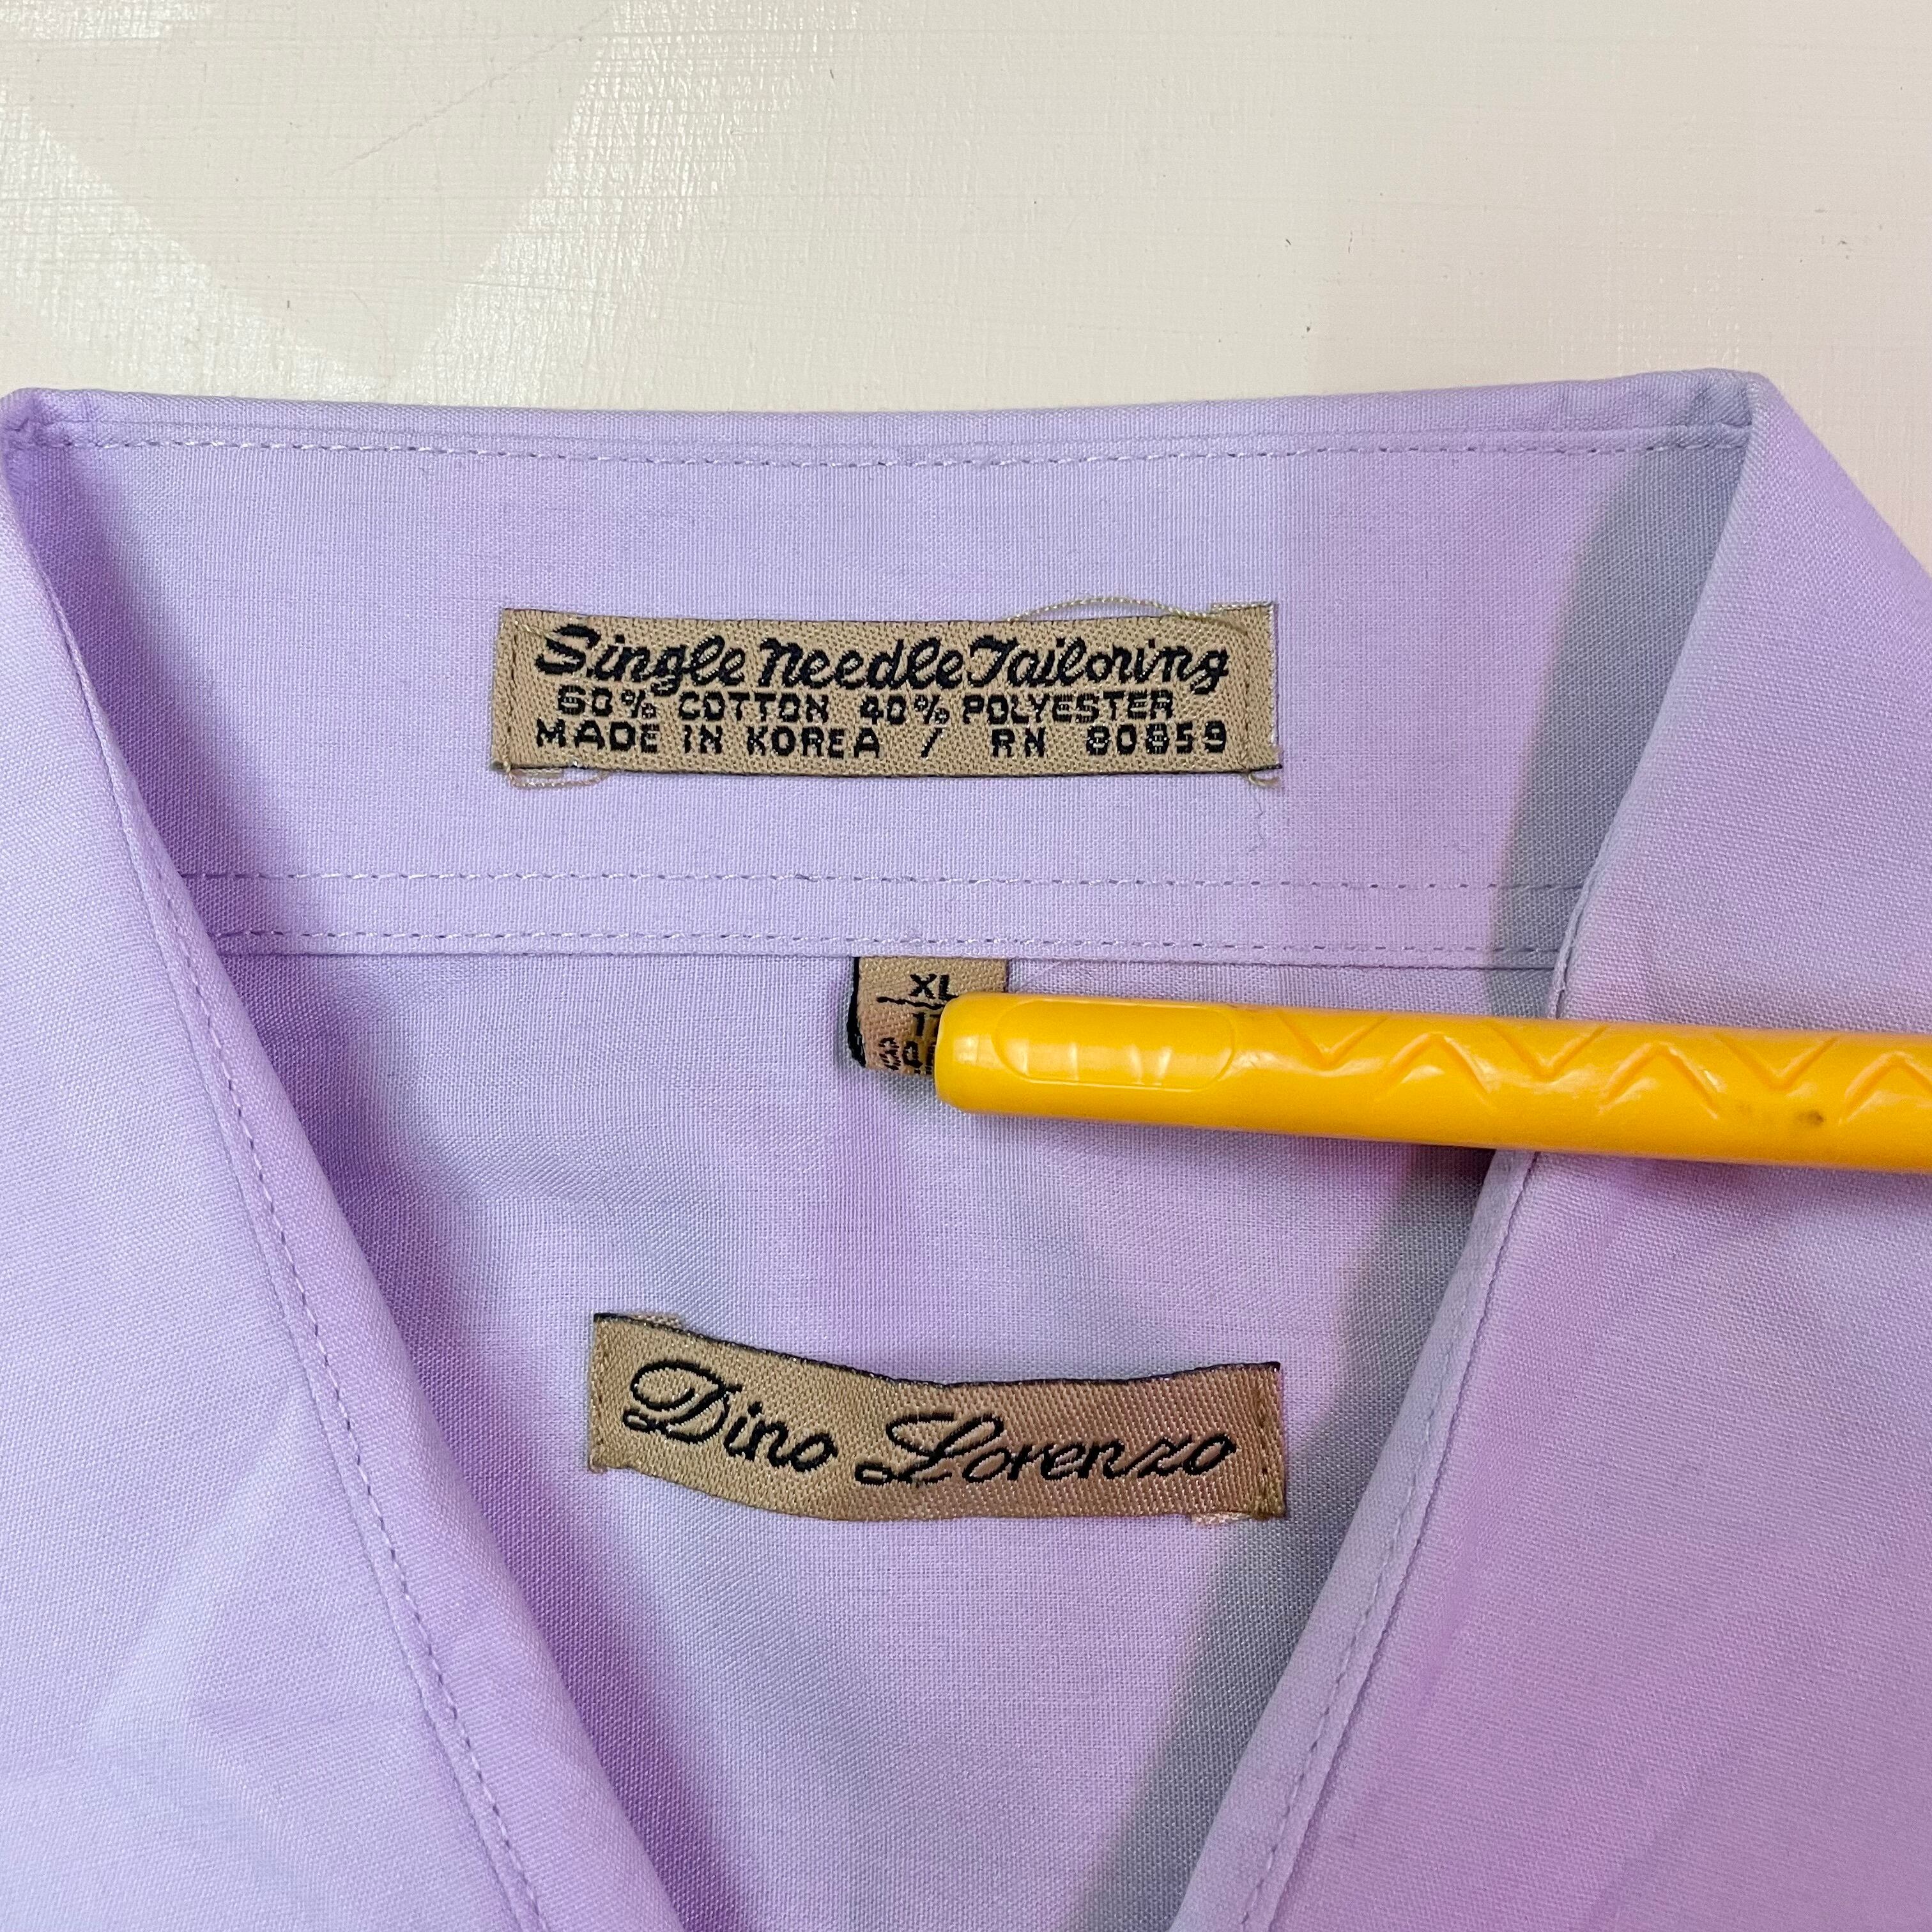 Single Needle Tailoring
60% COTTON 40% POLYESTER
MADE IN KOREA / RN 80859
XL
Dino Lorenzo